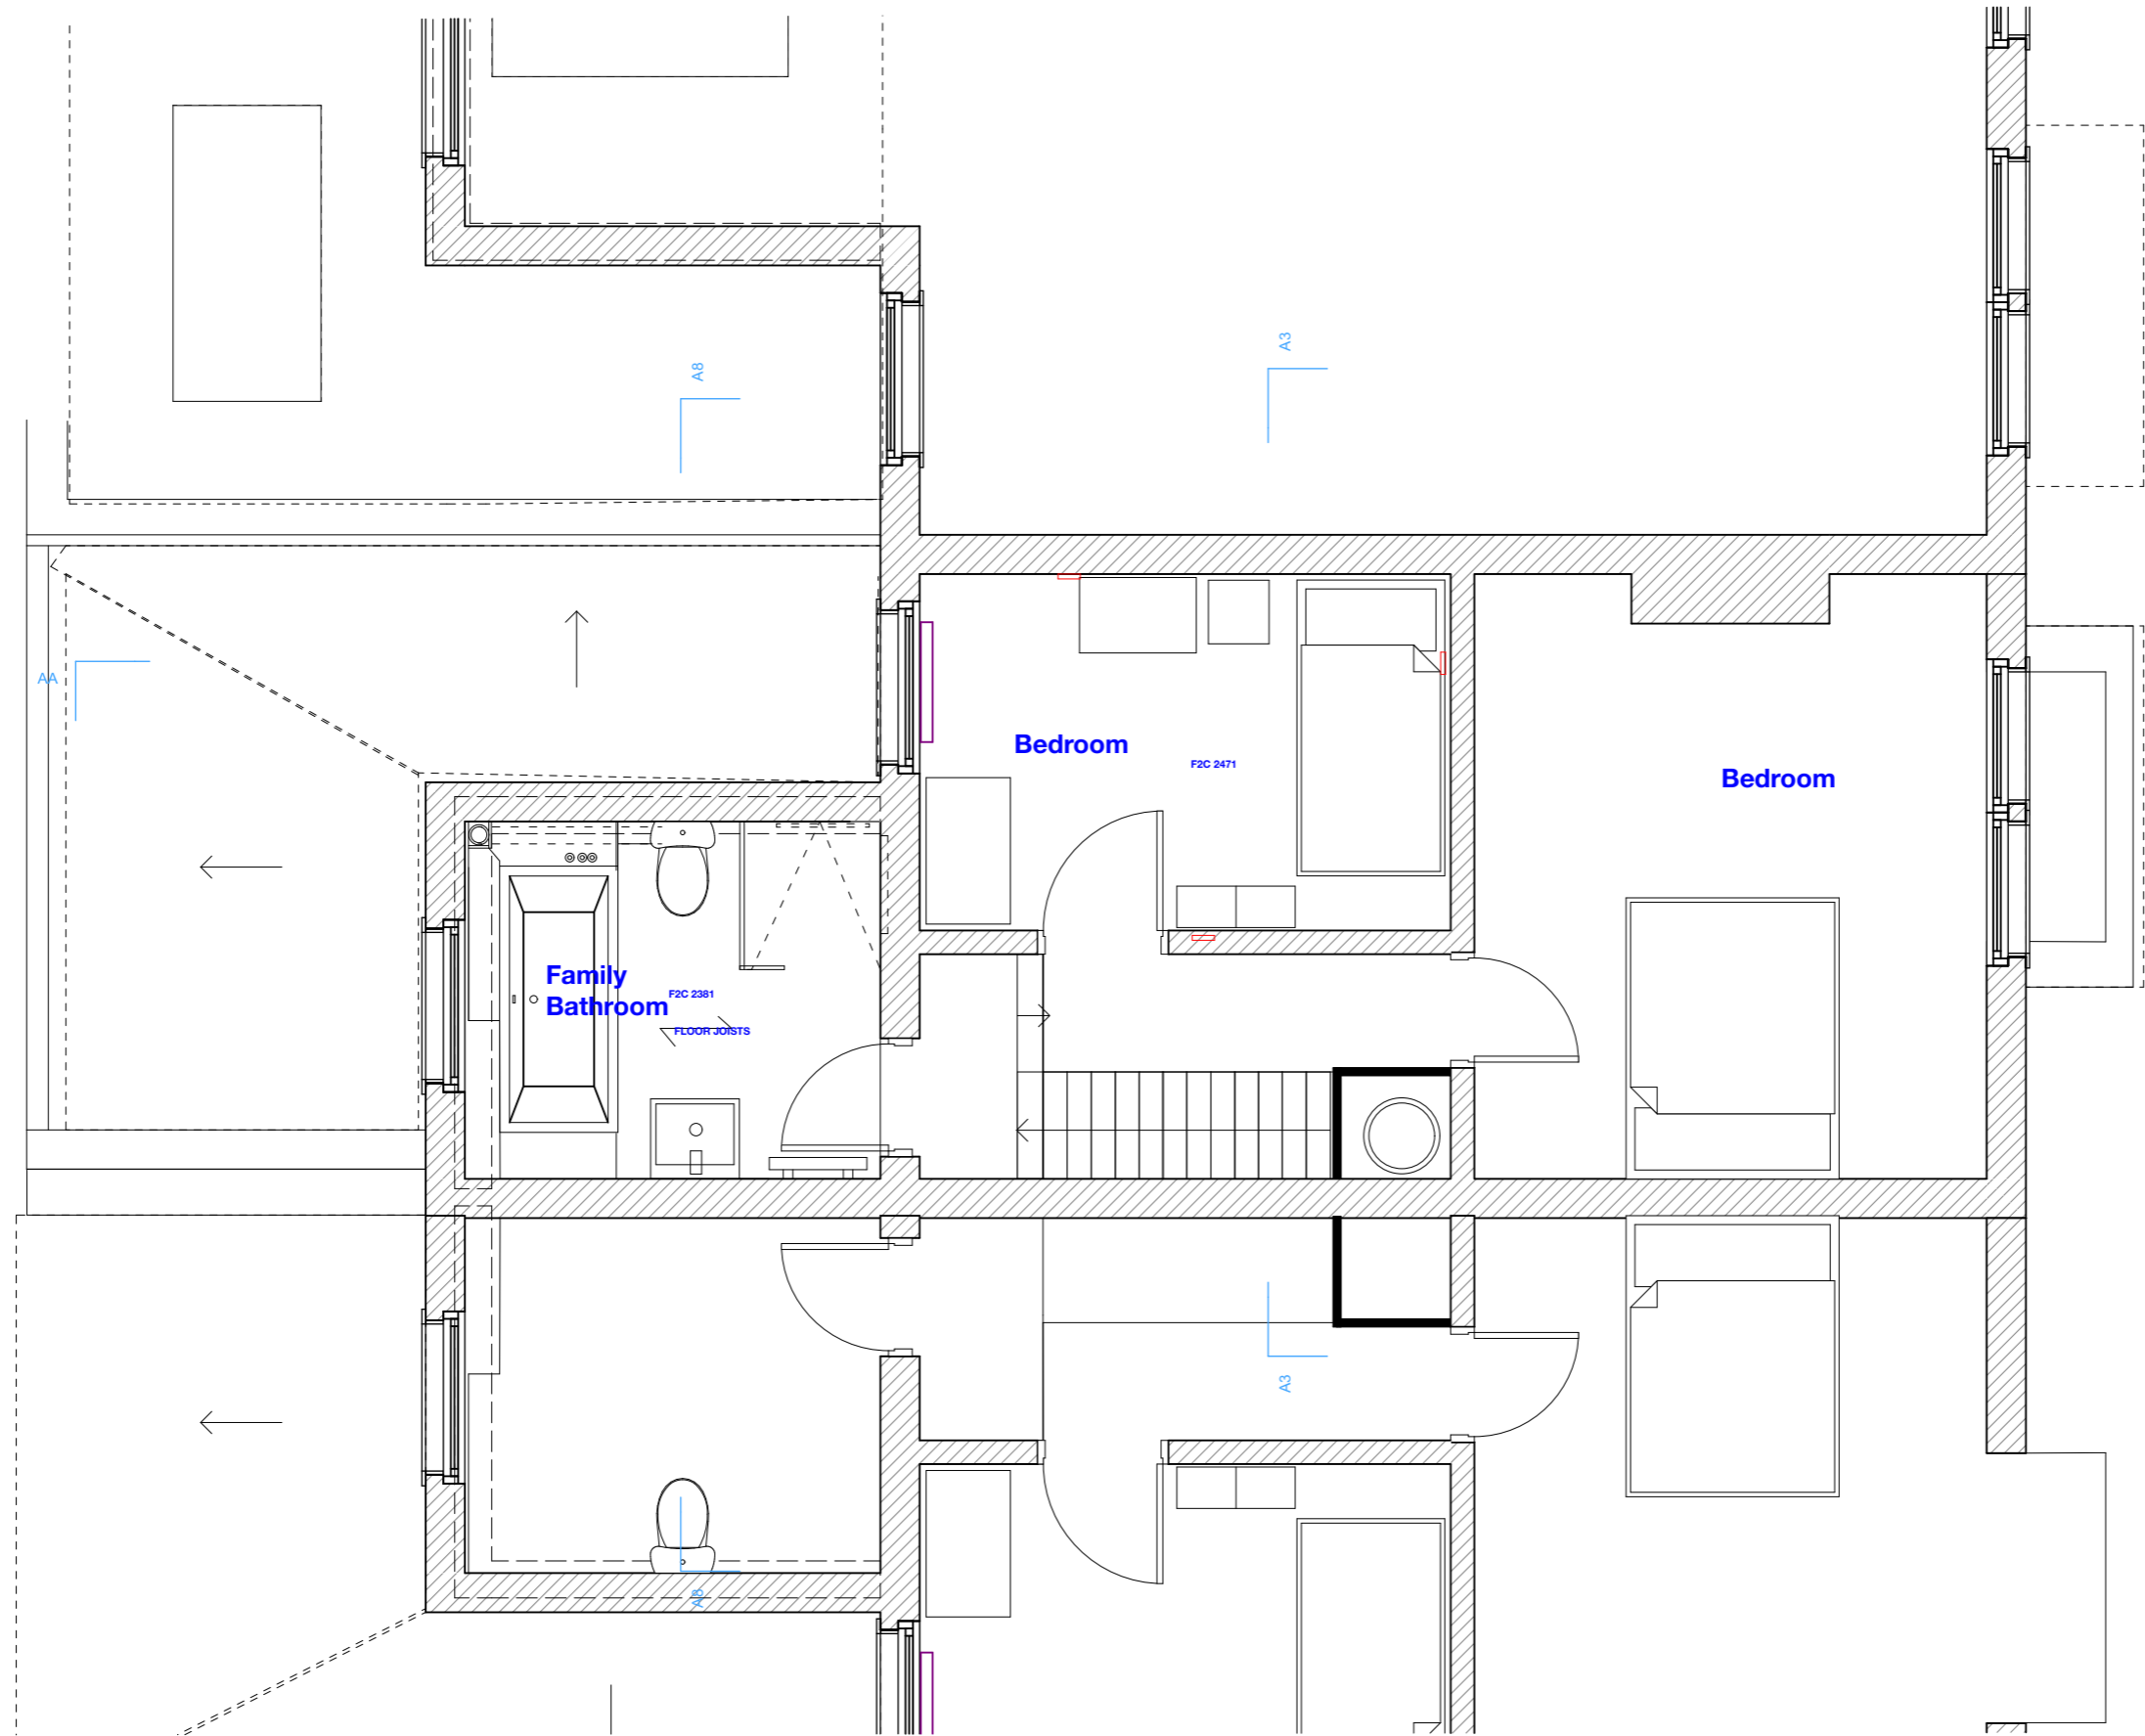 A3
A8
AA
Bedroom
F2C 2471
Bedroom
Family
Bathroom
F2C 2381
FLOOR JOISTS
A3
A8